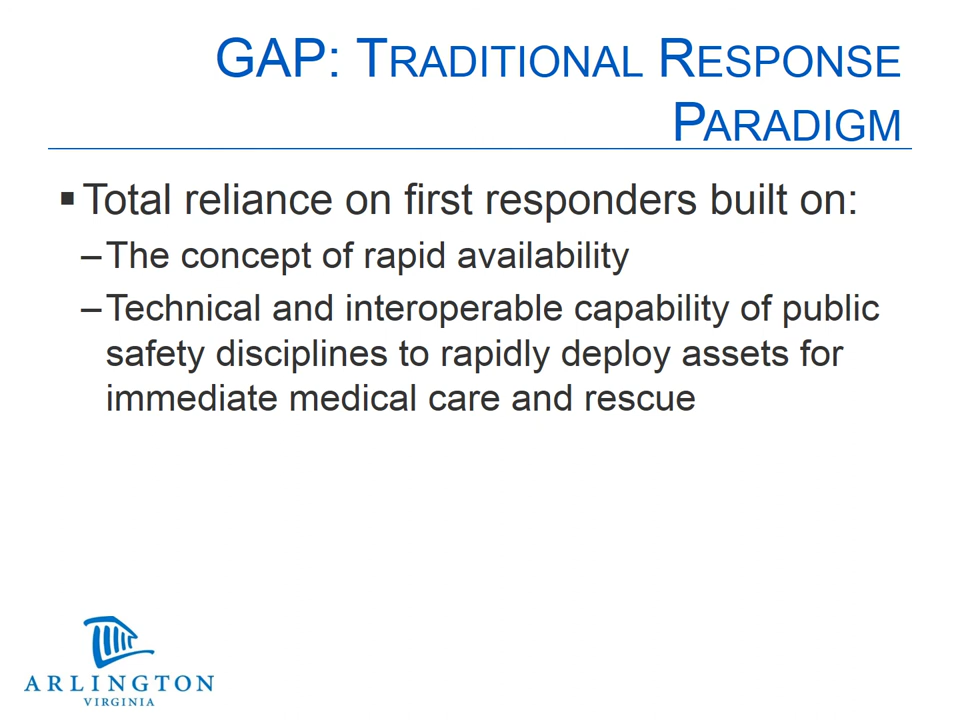 GAP: TRADITIONAL RESPONSE
PARADIGM
▪ Total reliance on first responders built on:
–The concept of rapid availability
–Technical and interoperable capability of public
safety disciplines to rapidly deploy assets for
immediate medical care and rescue
ARLINGTON
VIRGINIA